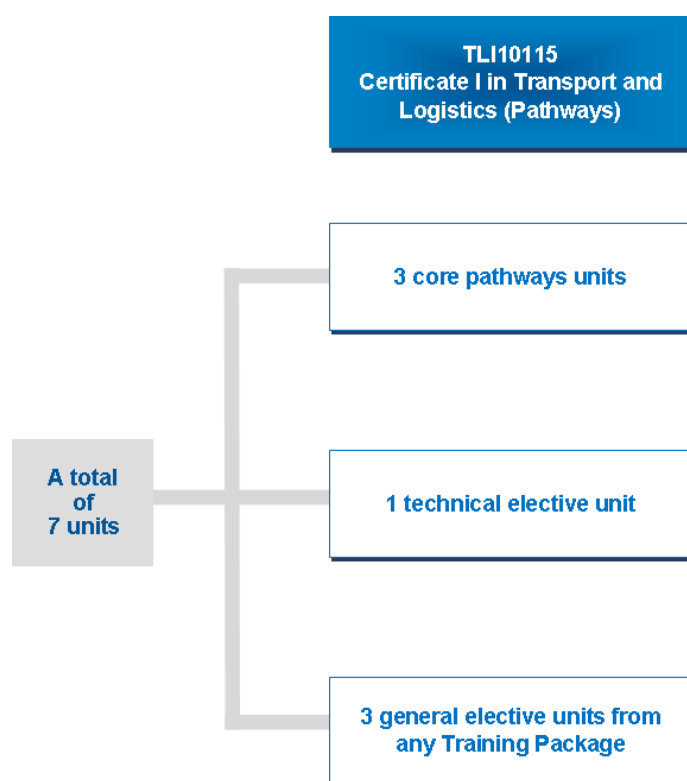 TLI10115
Certificate I in Transport and
Logistics (Pathways)
3 core pathways units
A total
of
7 units
1 technical elective unit
3 general elective units from
any Training Package